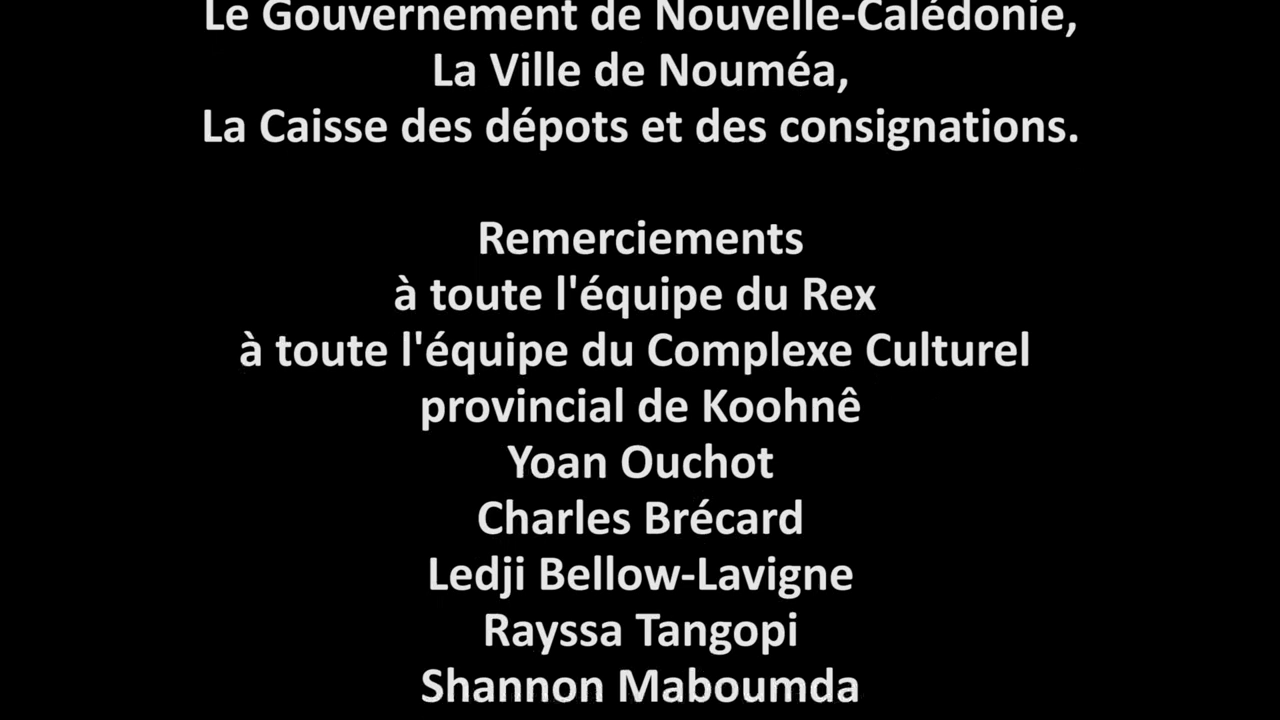 Le Gouvernement de Nouvelle-Calédonie,
La Ville de Nouméa,
La Caisse des dépots et des consignations.
Remerciements
à toute l'équipe du Rex
à toute l'équipe du Complexe Culturel
provincial de Koohnê
Yoan Ouchot
Charles Brécard
Ledji Bellow-Lavigne
Rayssa Tangopi
Shannon Maboumda